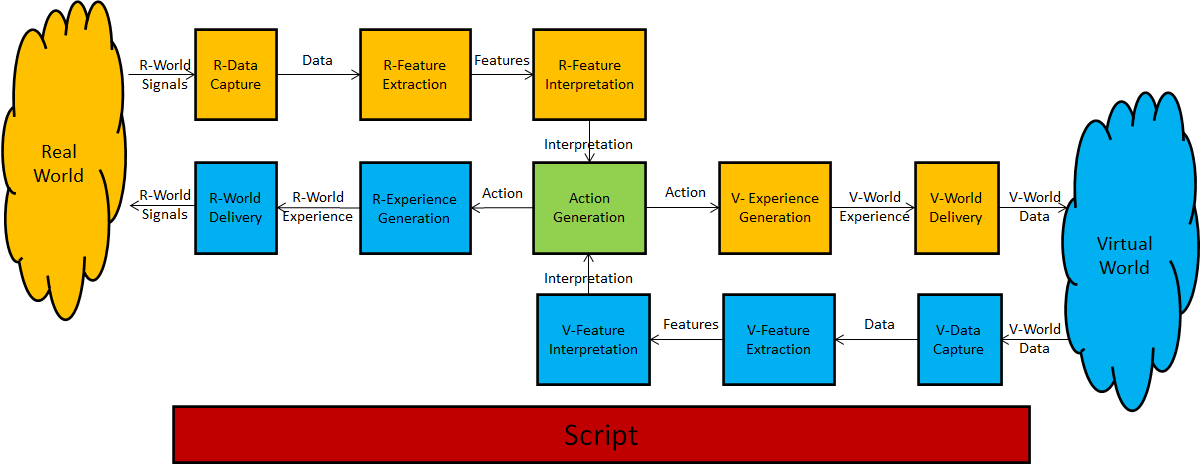 R-World
Signals
R-Data
Capture
Data
R-Feature
Extraction
Features
R-Feature
Interpretation
Real
World
Interpretation
R-World
Signals
R-World
Delivery
R-World
Experience
R-Experience
Generation
Action
Action
Generation
Action
V- Experience
Generation
V-World
Experience
V-World
Delivery
V-World
Data
Virtual
World
Interpretation
V-Feature
Interpretation
Features
V-Feature
Extraction
Data
V-Data
Capture
V-World
Data
Script